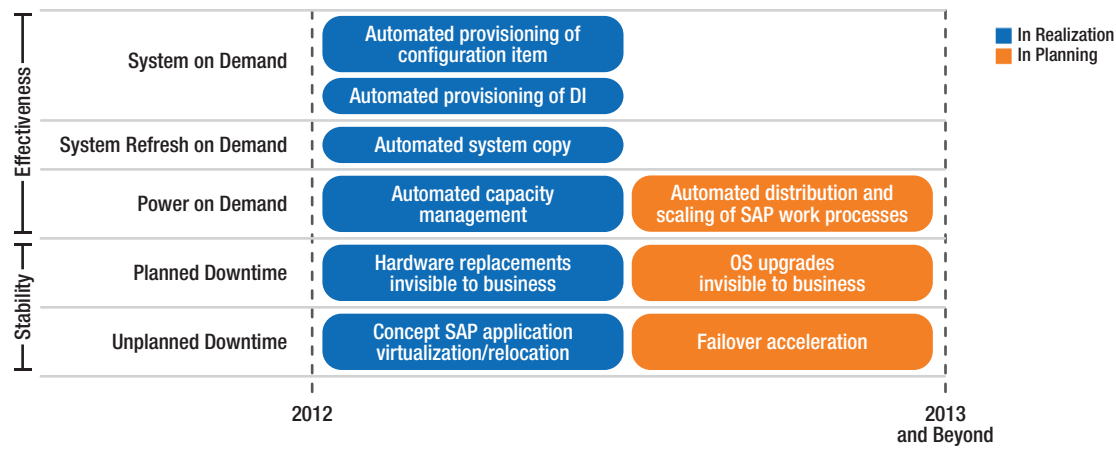 Effectiveness
System on Demand
Automated provisioning of
configuration item
Automated provisioning of DI
System Refresh on Demand
Automated system copy
Power on Demand
Automated capacity
management
Automated distribution and
scaling of SAP work processes
Stability
Planned Downtime
Hardware replacements
invisible to business
OS upgrades
invisible to business
Unplanned Downtime
Concept SAP application
virtualization/relocation
Failover acceleration
2012
2013
and Beyond
In Realization
In Planning